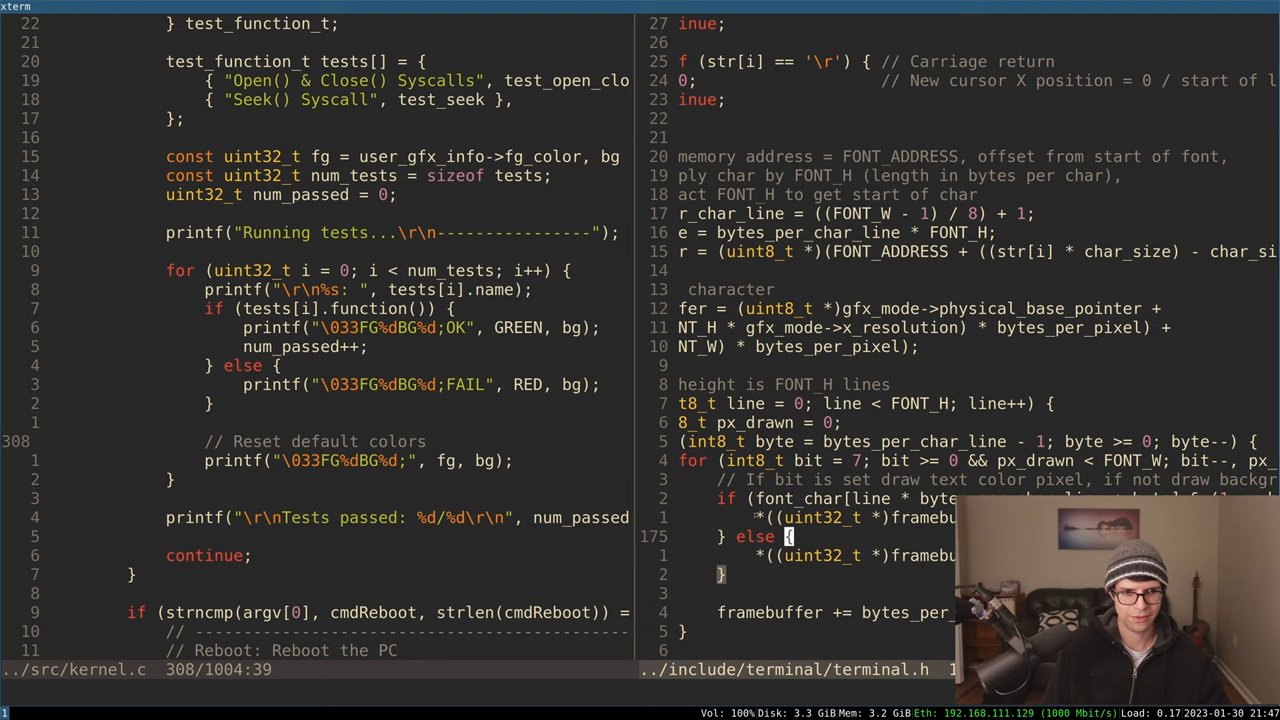 xterm
22 } test_function_t;
21
20 test_function_t tests[] = {
19 { "Open() & Close() Syscalls", test_open_clo
18 { "Seek() Syscall", test_seek },
17 };
16
15 const uint32_t fg = user_gfx_info->fg_color, bg
14 const uint32_t num_tests = sizeof tests;
13 uint32_t num_passed = 0;
12
11 printf("Running tests...\r\n----------------");
10
9 for (uint32_t i = 0; i < num_tests; i++) {
8 printf("\r\n%s: ", tests[i].name);
7 if (tests[i].function()) {
6 printf("\033FG%dBG%d;OK", GREEN, bg);
5 num_passed++;
4 } else {
3 printf("\033FG%dBG%d;FAIL", RED, bg);
2 }
1
308 // Reset default colors
1 printf("\033FG%dBG%d;", fg, bg);
2 }
3
4 printf("\r\nTests passed: %d/%d\r\n", num_passed
5
6 continue;
7 }
8
9 if (strncmp(argv[0], cmdReboot, strlen(cmdReboot)) =
10 // ---------------------------------------------
11 // Reboot: Reboot the PC
../src/kernel.c 308/1004:39
27 inue;
26
25 f (str[i] == '\r') { // Carriage return
24 0; // New cursor X position = 0 / start of l
23 inue;
22
21
20 memory address = FONT_ADDRESS, offset from start of font,
19 ply char by FONT_H (length in bytes per char),
18 act FONT_H to get start of char
17 r_char_line = ((FONT_W - 1) / 8) + 1;
16 e = bytes_per_char_line * FONT_H;
15 r = (uint8_t *)(FONT_ADDRESS + ((str[i] * char_size) - char_si
14
13 character
12 fer = (uint8_t *)gfx_mode->physical_base_pointer +
11 NT_H * gfx_mode->x_resolution) * bytes_per_pixel) +
10 NT_W) * bytes_per_pixel);
9
8 height is FONT_H lines
7 t8_t line = 0; line < FONT_H; line++) {
6 8_t px_drawn = 0;
5 (int8_t byte = bytes_per_char_line - 1; byte >= 0; byte--) {
4 for (int8_t bit = 7; bit >= 0 && px_drawn < FONT_W; bit--, px_
3 // If bit is set draw text color pixel, if not draw backgr
2 if (font_char[line * byte
1 *((uint32_t *)framebu
175 } else {
1 *((uint32_t *)framebu
2 }
3
4 framebuffer += bytes_per_
5 }
6
../include/terminal/terminal.h 1
1 Vol: 100% Disk: 3.3 GiB Mem: 3.2 GiB Eth: 192.168.111.129 (1000 Mbit/s) Load: 0.17 2023-01-30 21:47